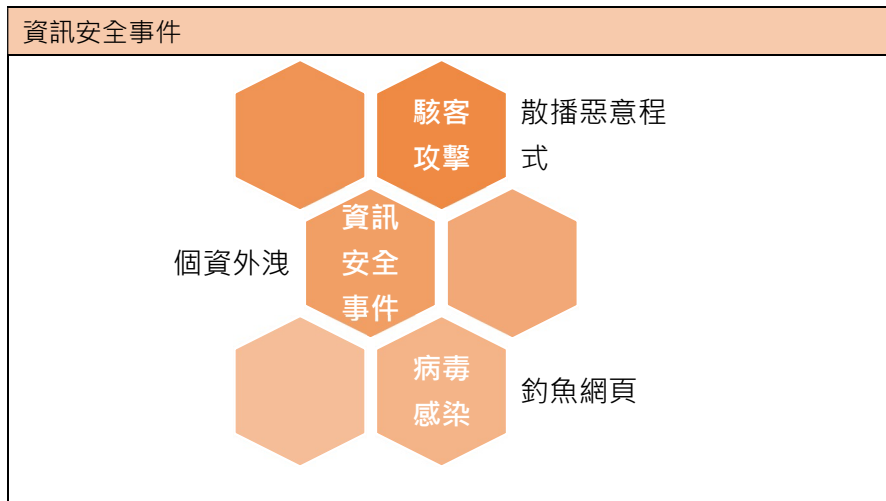 資訊安全事件
駭客
攻擊
散播惡意程
式
資訊
安全
事件
個資外洩
病毒
感染
釣魚網頁